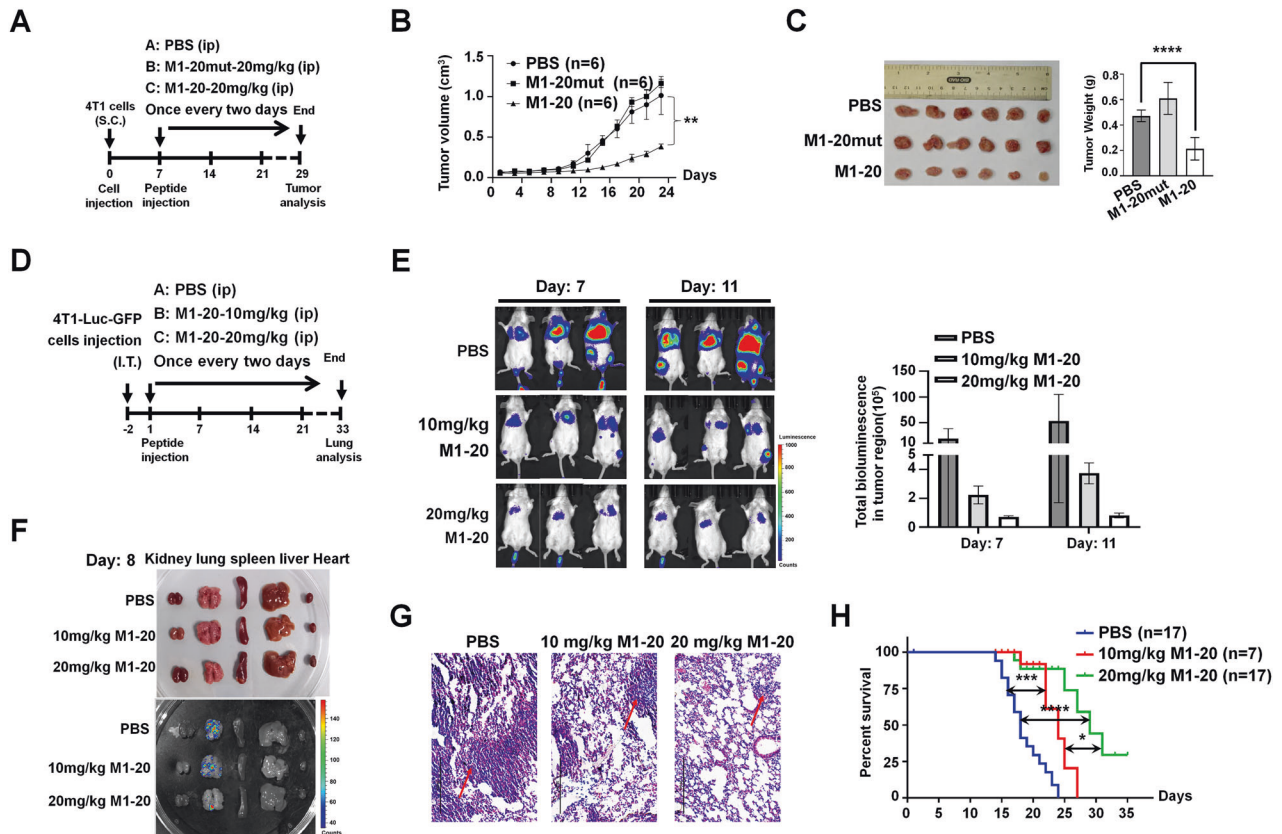 A
A: PBS (ip)
B: M1-20mut-20mg/kg (ip)
C: M1-20-20mg/kg (ip)
Once every two days
End
4T1 cells
(S.C.)
0
7
14
21
29
Cell
injection
Peptide
injection
Tumor
analysis
B
Tumor volume (cm³)
1.5
1.0
0.5
0.0
PBS (n=6)
M1-20mut (n=6)
M1-20 (n=6)
**
0 4 8 12 16 20 24
Days
C
PBS
M1-20mut
M1-20
****
Tumor Weight (g)
0.8
0.6
0.4
0.2
0.0
PBS
M1-20mut
M1-20
D
A: PBS (ip)
B: M1-20-10mg/kg (ip)
C: M1-20-20mg/kg (ip)
Once every two days
End
4T1-Luc-GFP
cells injection
(I.T.)
-2
1
7
14
21
33
Peptide
injection
Lung
analysis
E
Day: 7
Day: 11
PBS
10mg/kg
M1-20
20mg/kg
M1-20
Luminescence
1000
800
600
400
200
0
Counts
PBS
10mg/kg M1-20
20mg/kg M1-20
Total bioluminescence
in tumor region(10⁵)
150
100
50
10
6
4
2
0
Day: 7
Day: 11
F
Day: 8 Kidney lung spleen liver Heart
PBS
10mg/kg M1-20
20mg/kg M1-20
PBS
10mg/kg M1-20
20mg/kg M1-20
140
120
100
80
60
40
Counts
G
PBS
10 mg/kg M1-20
20 mg/kg M1-20
H
PBS (n=17)
10mg/kg M1-20 (n=7)
20mg/kg M1-20 (n=17)
Percent survival
100
75
50
25
0
***
****
*
0 5 10 15 20 25 30 35
Days